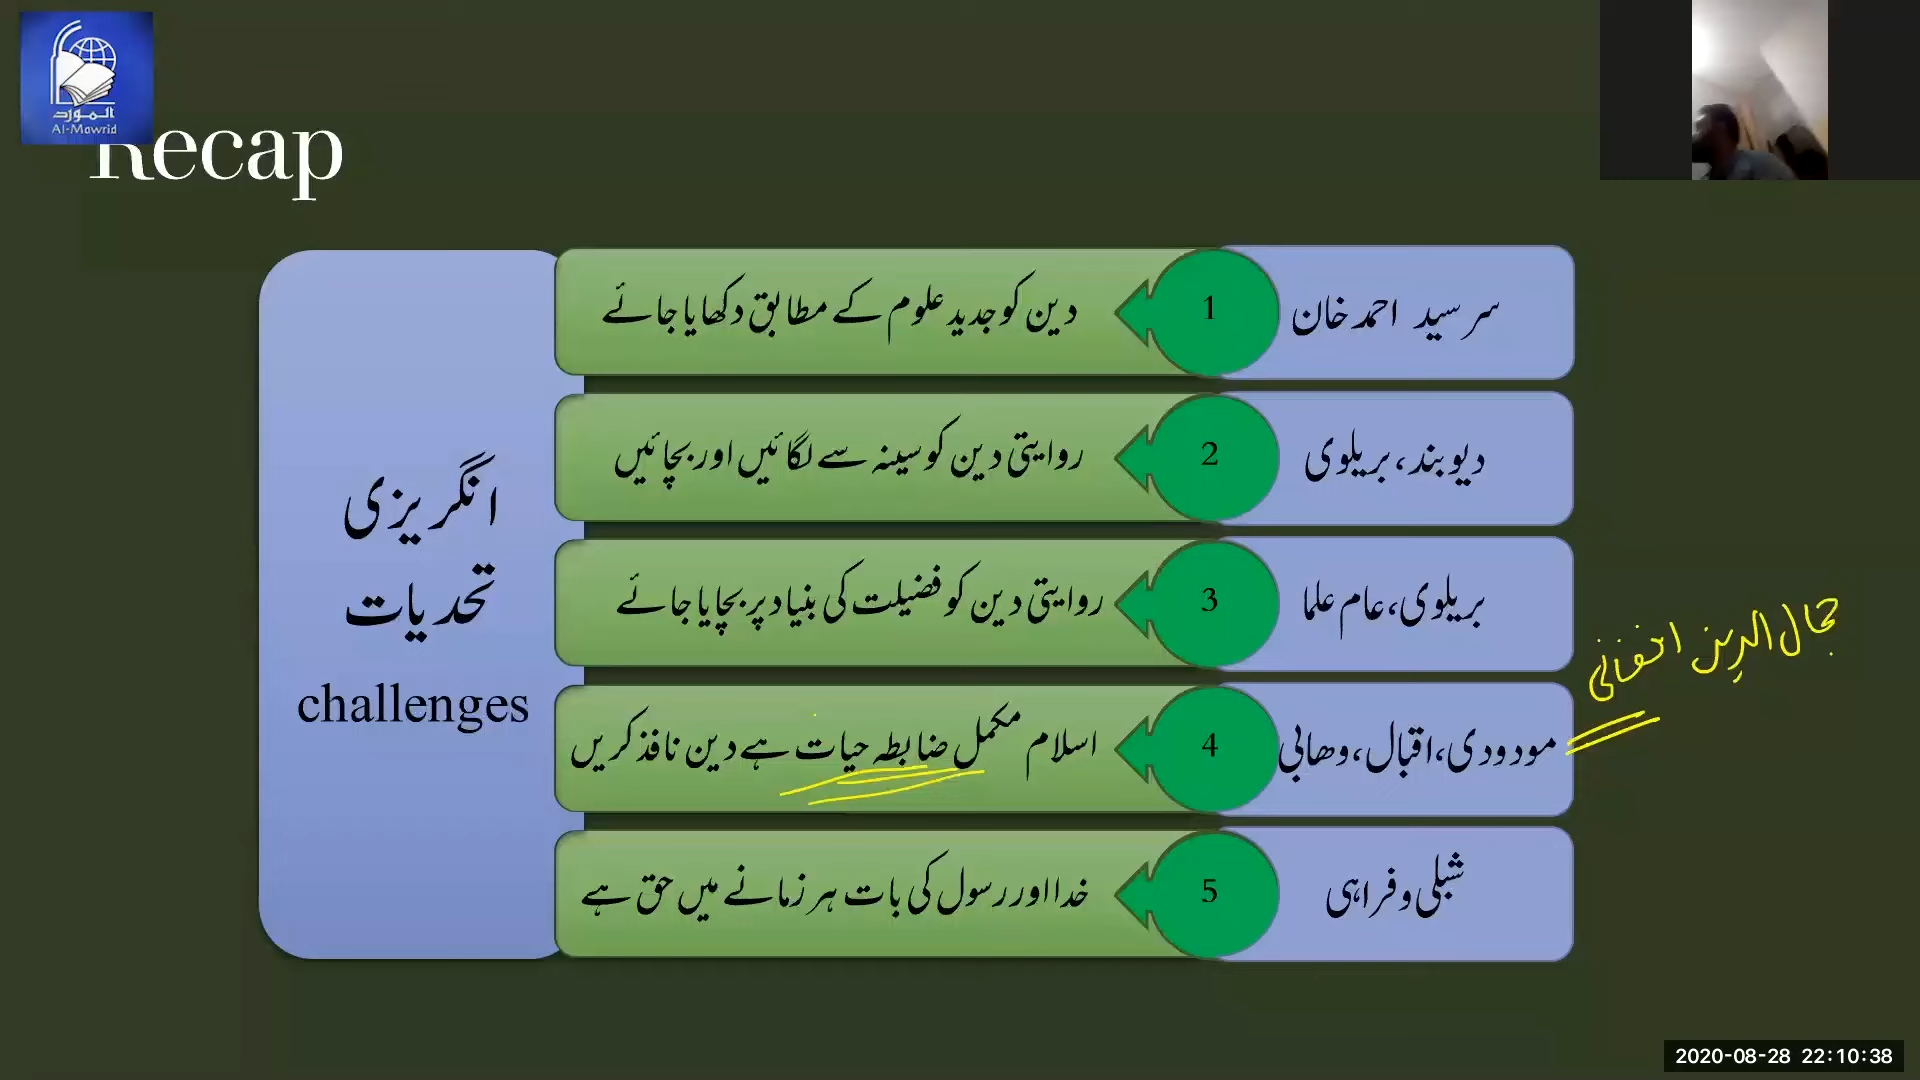 المورد
Al-Mawrid
Recap
سر سید احمد خان
1
دین کو جدید علوم کے مطابق دکھایا جائے
دیوبند، بریلوی
2
روایتی دین کو سینہ سے لگائیں اور بچائیں
بریلوی، عام علما
3
روایتی دین کو فضیلت کی بنیاد پر بچایا جائے
جمال الدین افغانی
مودودی، اقبال، وھابی
4
اسلام مکمل ضابطہ حیات ہے دین نافذ کریں
شبلی و فراہی
5
خدا اور رسول کی بات ہر زمانے میں حق ہے
انگریزی
تحدیات
challenges
2020-08-28 22:10:38